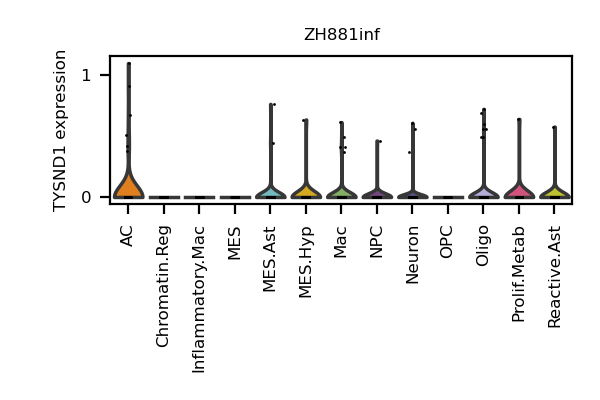 ZH881inf
TYSND1 expression
1
0
AC
Chromatin.Reg
Inflammatory.Mac
MES
MES.Ast
MES.Hyp
Mac
NPC
Neuron
OPC
Oligo
Prolif.Metab
Reactive.Ast